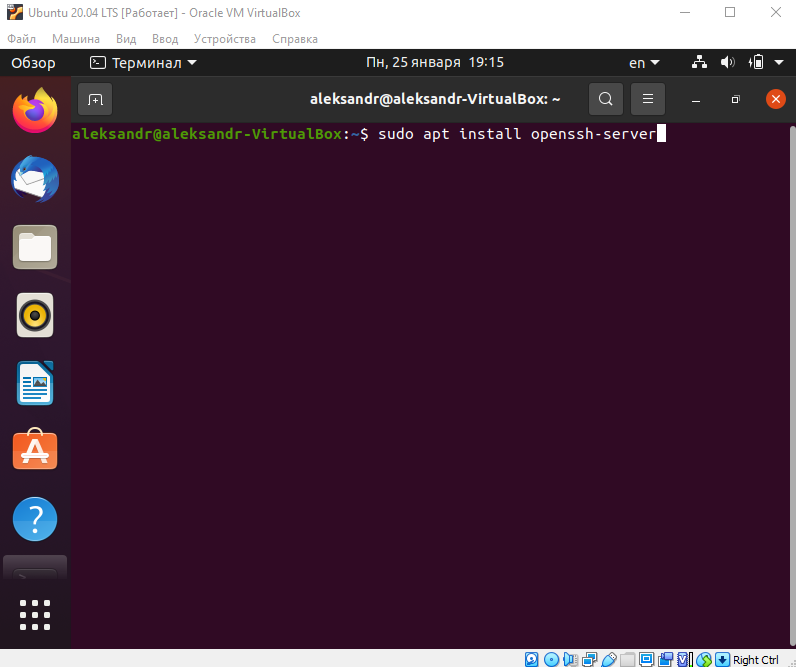 Ubuntu 20.04 LTS [Работает] - Oracle VM VirtualBox
Файл Машина Вид Ввод Устройства Справка
Обзор Терминал Пн, 25 января 19:15 en
aleksandr@aleksandr-VirtualBox: ~
aleksandr@aleksandr-VirtualBox:~$ sudo apt install openssh-server
Right Ctrl